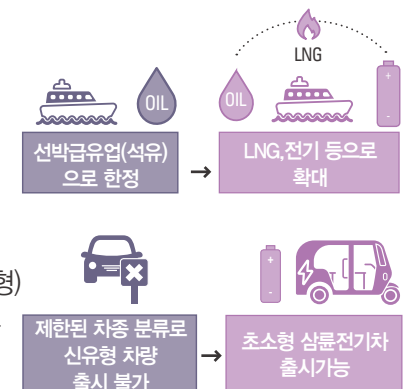 LNG
OIL
OIL
선박급유업(석유)
으로 한정
→
LNG,전기 등으로
확대
형)
제한된 차종 분류로
신유형 차량
출시 불가
→
초소형 삼륜전기차
출시가능